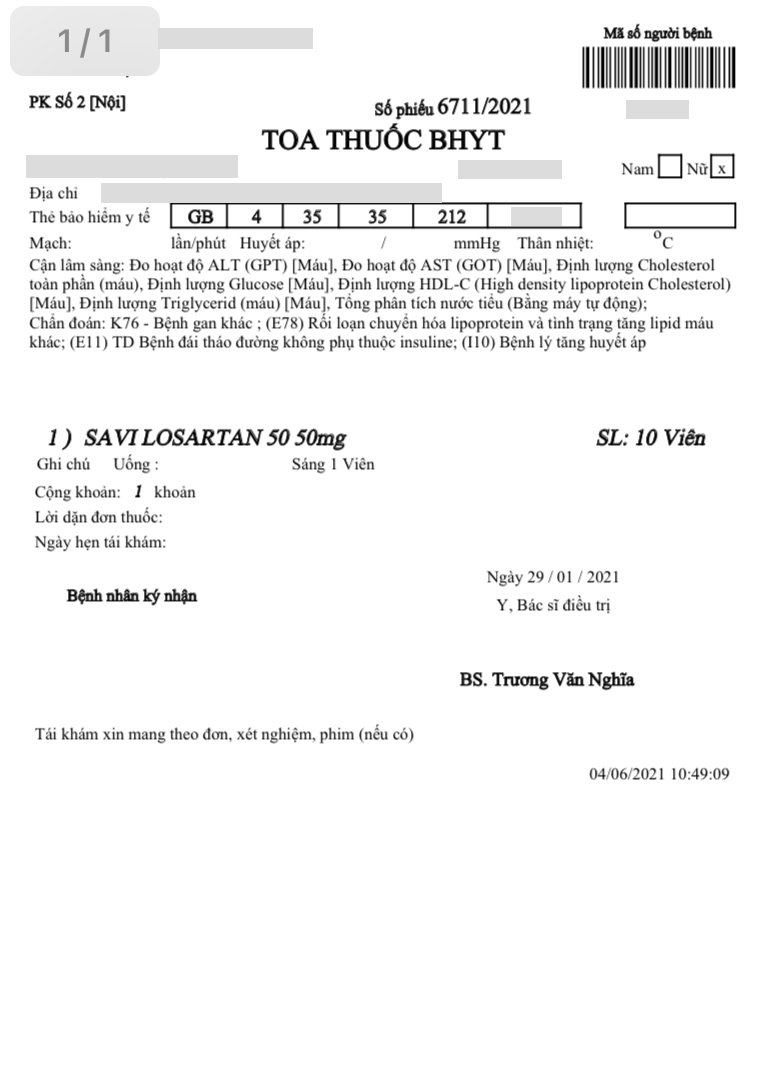 1/1
Mã số người bệnh
PK Số 2 [Nội]
Số phiếu 6711/2021
TOA THUỐC BHYT
Nam Nữ x
Địa chỉ
Thẻ bảo hiểm y tế GB 4 35 35 212
Mạch: lần/phút Huyết áp: / mmHg Thân nhiệt: °C
Cận lâm sàng: Đo hoạt độ ALT (GPT) [Máu], Đo hoạt độ AST (GOT) [Máu], Định lượng Cholesterol
toàn phần (máu), Định lượng Glucose [Máu], Định lượng HDL-C (High density lipoprotein Cholesterol)
[Máu], Định lượng Triglycerid (máu) [Máu], Tổng phân tích nước tiểu (Bằng máy tự động);
Chẩn đoán: K76 - Bệnh gan khác ; (E78) Rối loạn chuyển hóa lipoprotein và tình trạng tăng lipid máu
khác; (E11) TD Bệnh đái tháo đường không phụ thuộc insuline; (I10) Bệnh lý tăng huyết áp
1 ) SAVI LOSARTAN 50 50mg SL: 10 Viên
Ghi chú Uống : Sáng 1 Viên
Cộng khoản: 1 khoản
Lời dặn đơn thuốc:
Ngày hẹn tái khám:
Ngày 29 / 01 / 2021
Bệnh nhân ký nhận
Y, Bác sĩ điều trị
BS. Trương Văn Nghĩa
Tái khám xin mang theo đơn, xét nghiệm, phim (nếu có)
04/06/2021 10:49:09